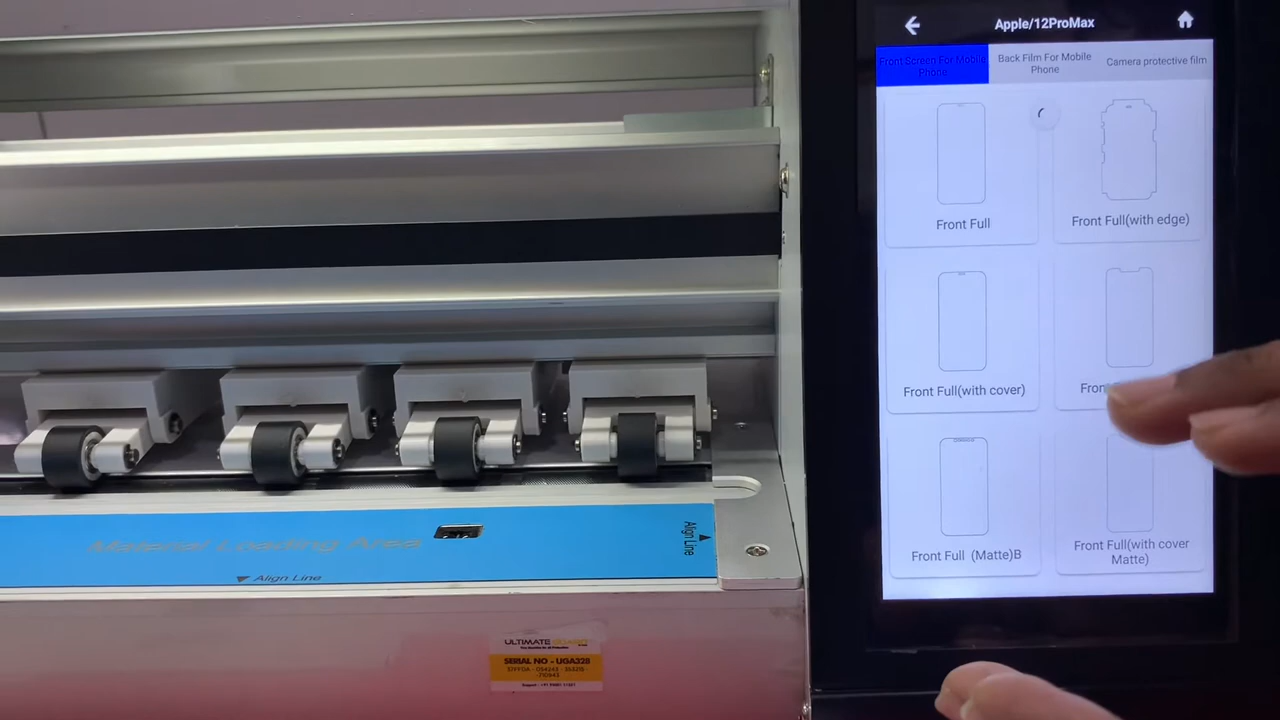 Apple/12ProMax
Front Screen For Mobile
Phone
Back Film For Mobile
Phone
Camera protective film
Front Full
Front Full(with edge)
Front Full(with cover)
Fron
Front Full (Matte)B
Front Full(with cover
Matte)
Material Loading Area
Align Line
Align Line
ULTIMATE GUARD
SERIAL NO - UGA328